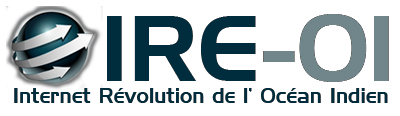 IRE-OI
Internet Révolution de l' Océan Indien